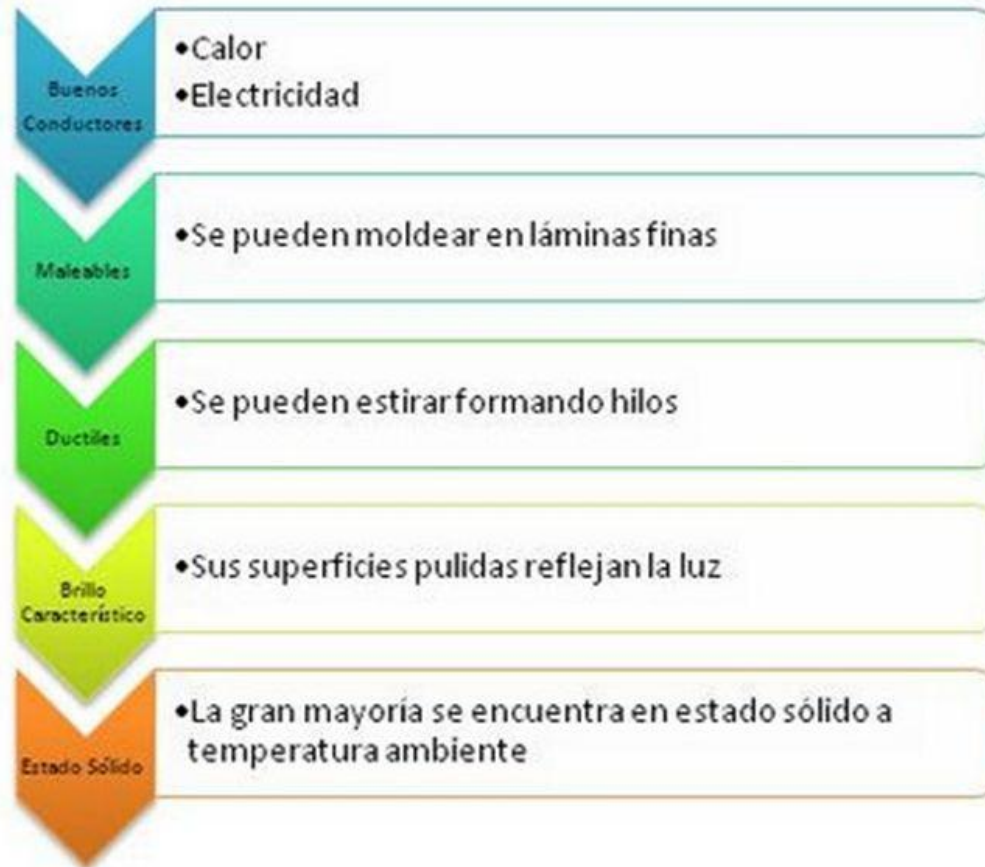 Buenos
Conductores
•Calor
•Electricidad
Maleables
•Se pueden moldear en láminas finas
Ductiles
•Se pueden estirar formando hilos
Brillo
Característico
•Sus superficies pulidas reflejan la luz
Estado Sólido
•La gran mayoría se encuentra en estado sólido a
temperatura ambiente